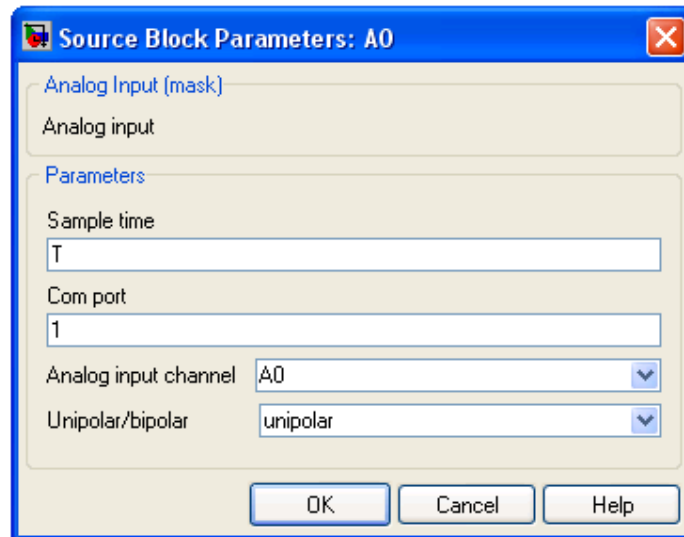 Source Block Parameters: A0
Analog Input (mask)
Analog input
Parameters
Sample time
T
Com port
1
Analog input channel A0
Unipolar/bipolar unipolar
OK Cancel Help